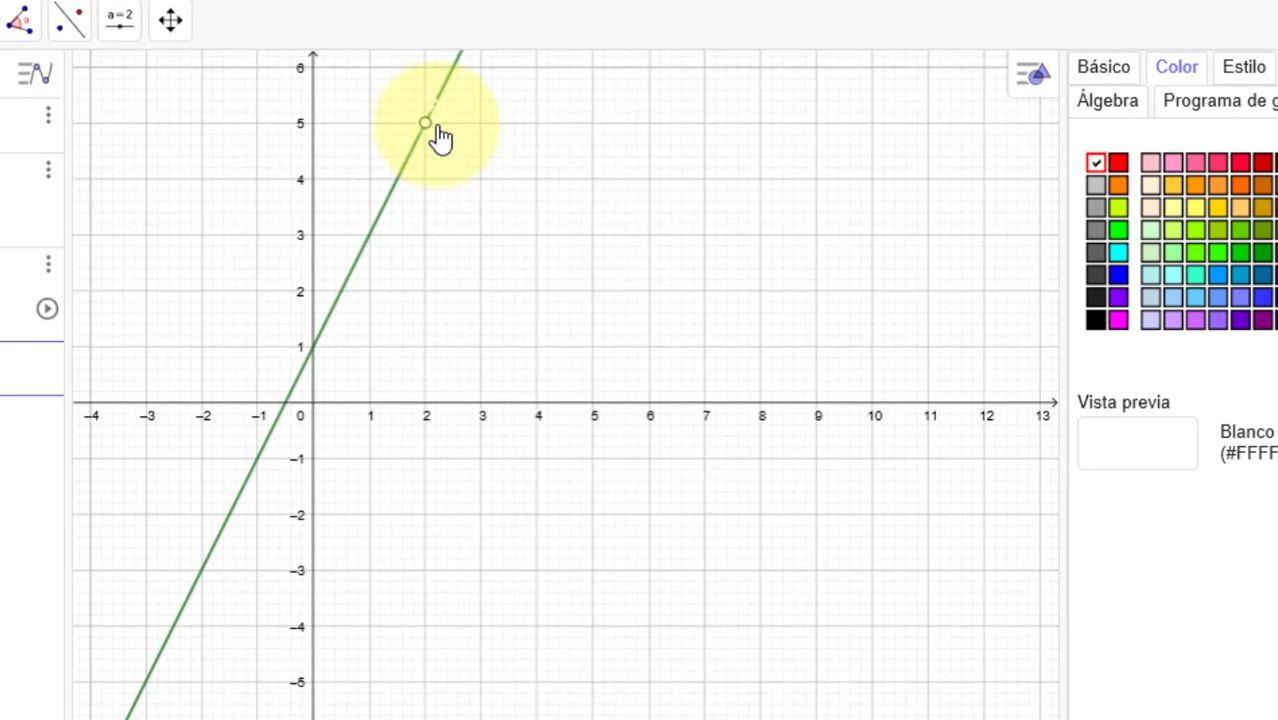 a=2
Básico Color Estilo
Álgebra Programa de g
6
5
4
3
2
1
−4 −3 −2 −1 0 1 2 3 4 5 6 7 8 9 10 11 12 13
−1
−2
−3
−4
−5
Vista previa
Blanco
(#FFFF